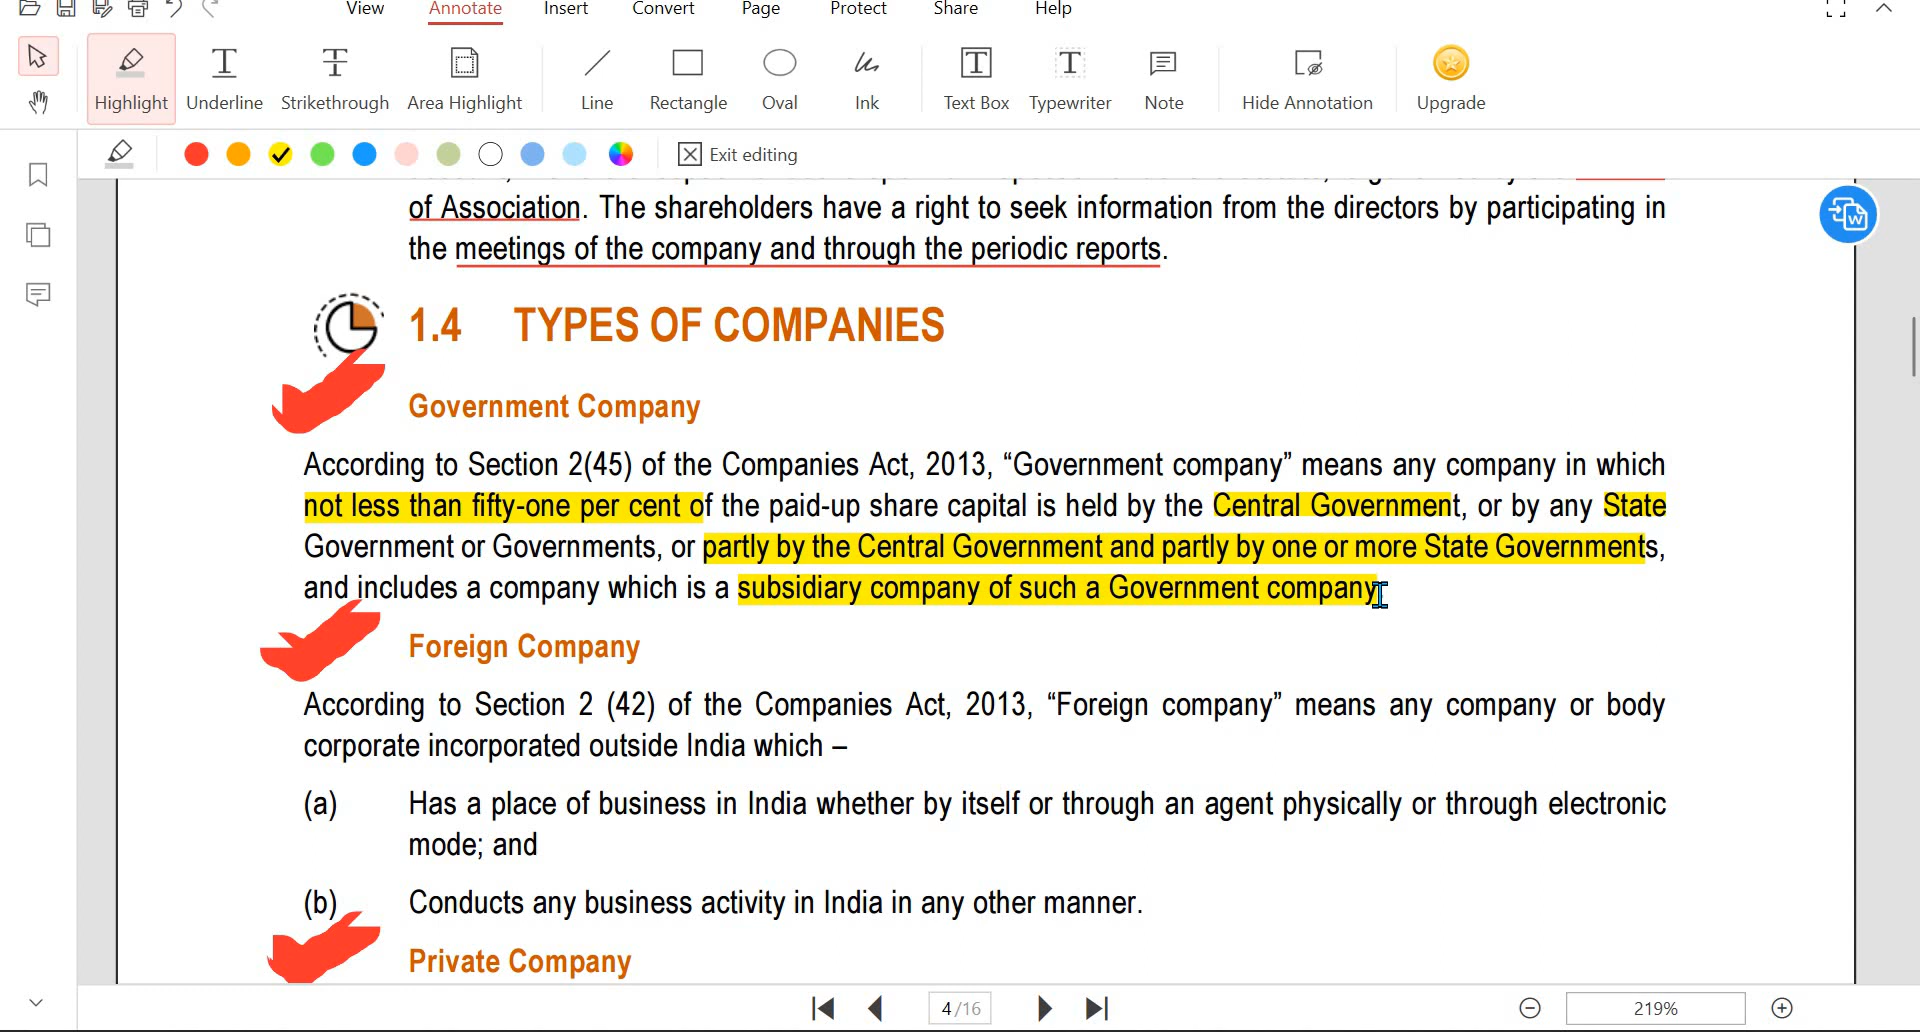 View Annotate Insert Convert Page Protect Share Help
Highlight Underline Strikethrough Area Highlight Line Rectangle Oval Ink Text Box Typewriter Note Hide Annotation Upgrade
Exit editing
of Association. The shareholders have a right to seek information from the directors by participating in
the meetings of the company and through the periodic reports.
1.4 TYPES OF COMPANIES
Government Company
According to Section 2(45) of the Companies Act, 2013, “Government company” means any company in which
not less than fifty-one per cent of the paid-up share capital is held by the Central Government, or by any State
Government or Governments, or partly by the Central Government and partly by one or more State Governments,
and includes a company which is a subsidiary company of such a Government company
Foreign Company
According to Section 2 (42) of the Companies Act, 2013, “Foreign company” means any company or body
corporate incorporated outside India which –
(a) Has a place of business in India whether by itself or through an agent physically or through electronic
mode; and
(b) Conducts any business activity in India in any other manner.
Private Company
4/16
219%